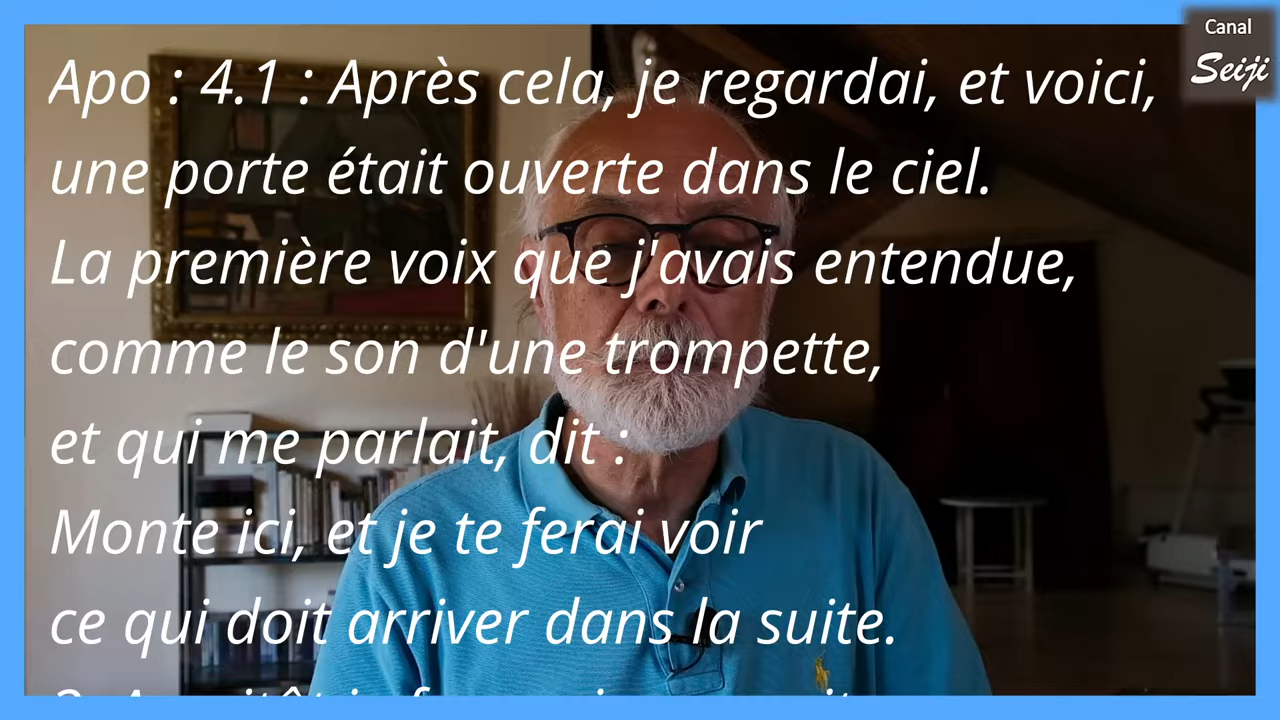 Canal
Seiji
Apo : 4.1 : Après cela, je regardai, et voici,
une porte était ouverte dans le ciel.
La première voix que j'avais entendue,
comme le son d'une trompette,
et qui me parlait, dit :
Monte ici, et je te ferai voir
ce qui doit arriver dans la suite.